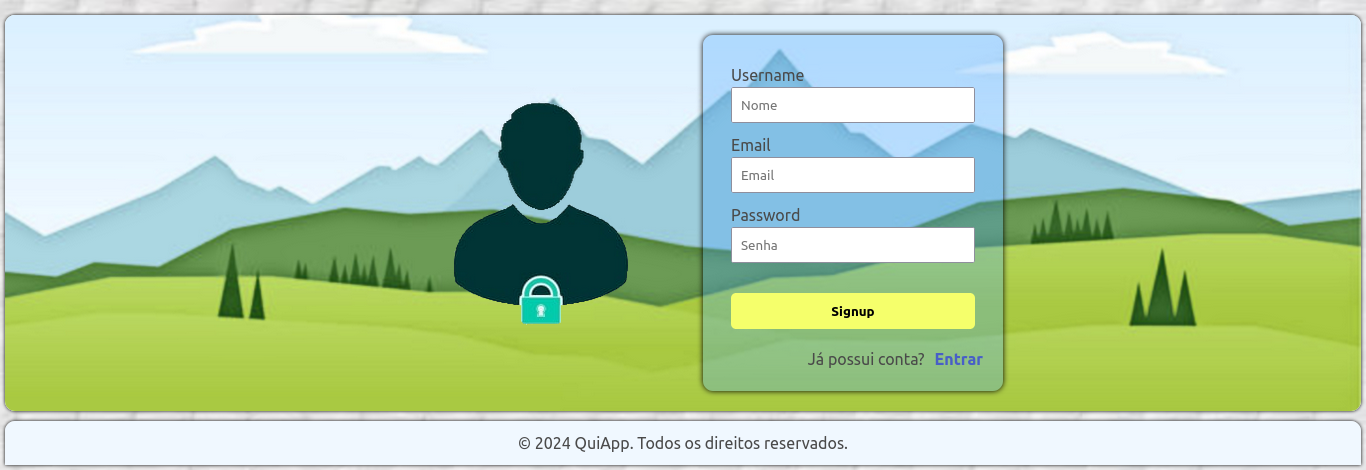 Username
Nome
Email
Email
Password
Senha
Signup
Já possui conta? Entrar
© 2024 QuiApp. Todos os direitos reservados.